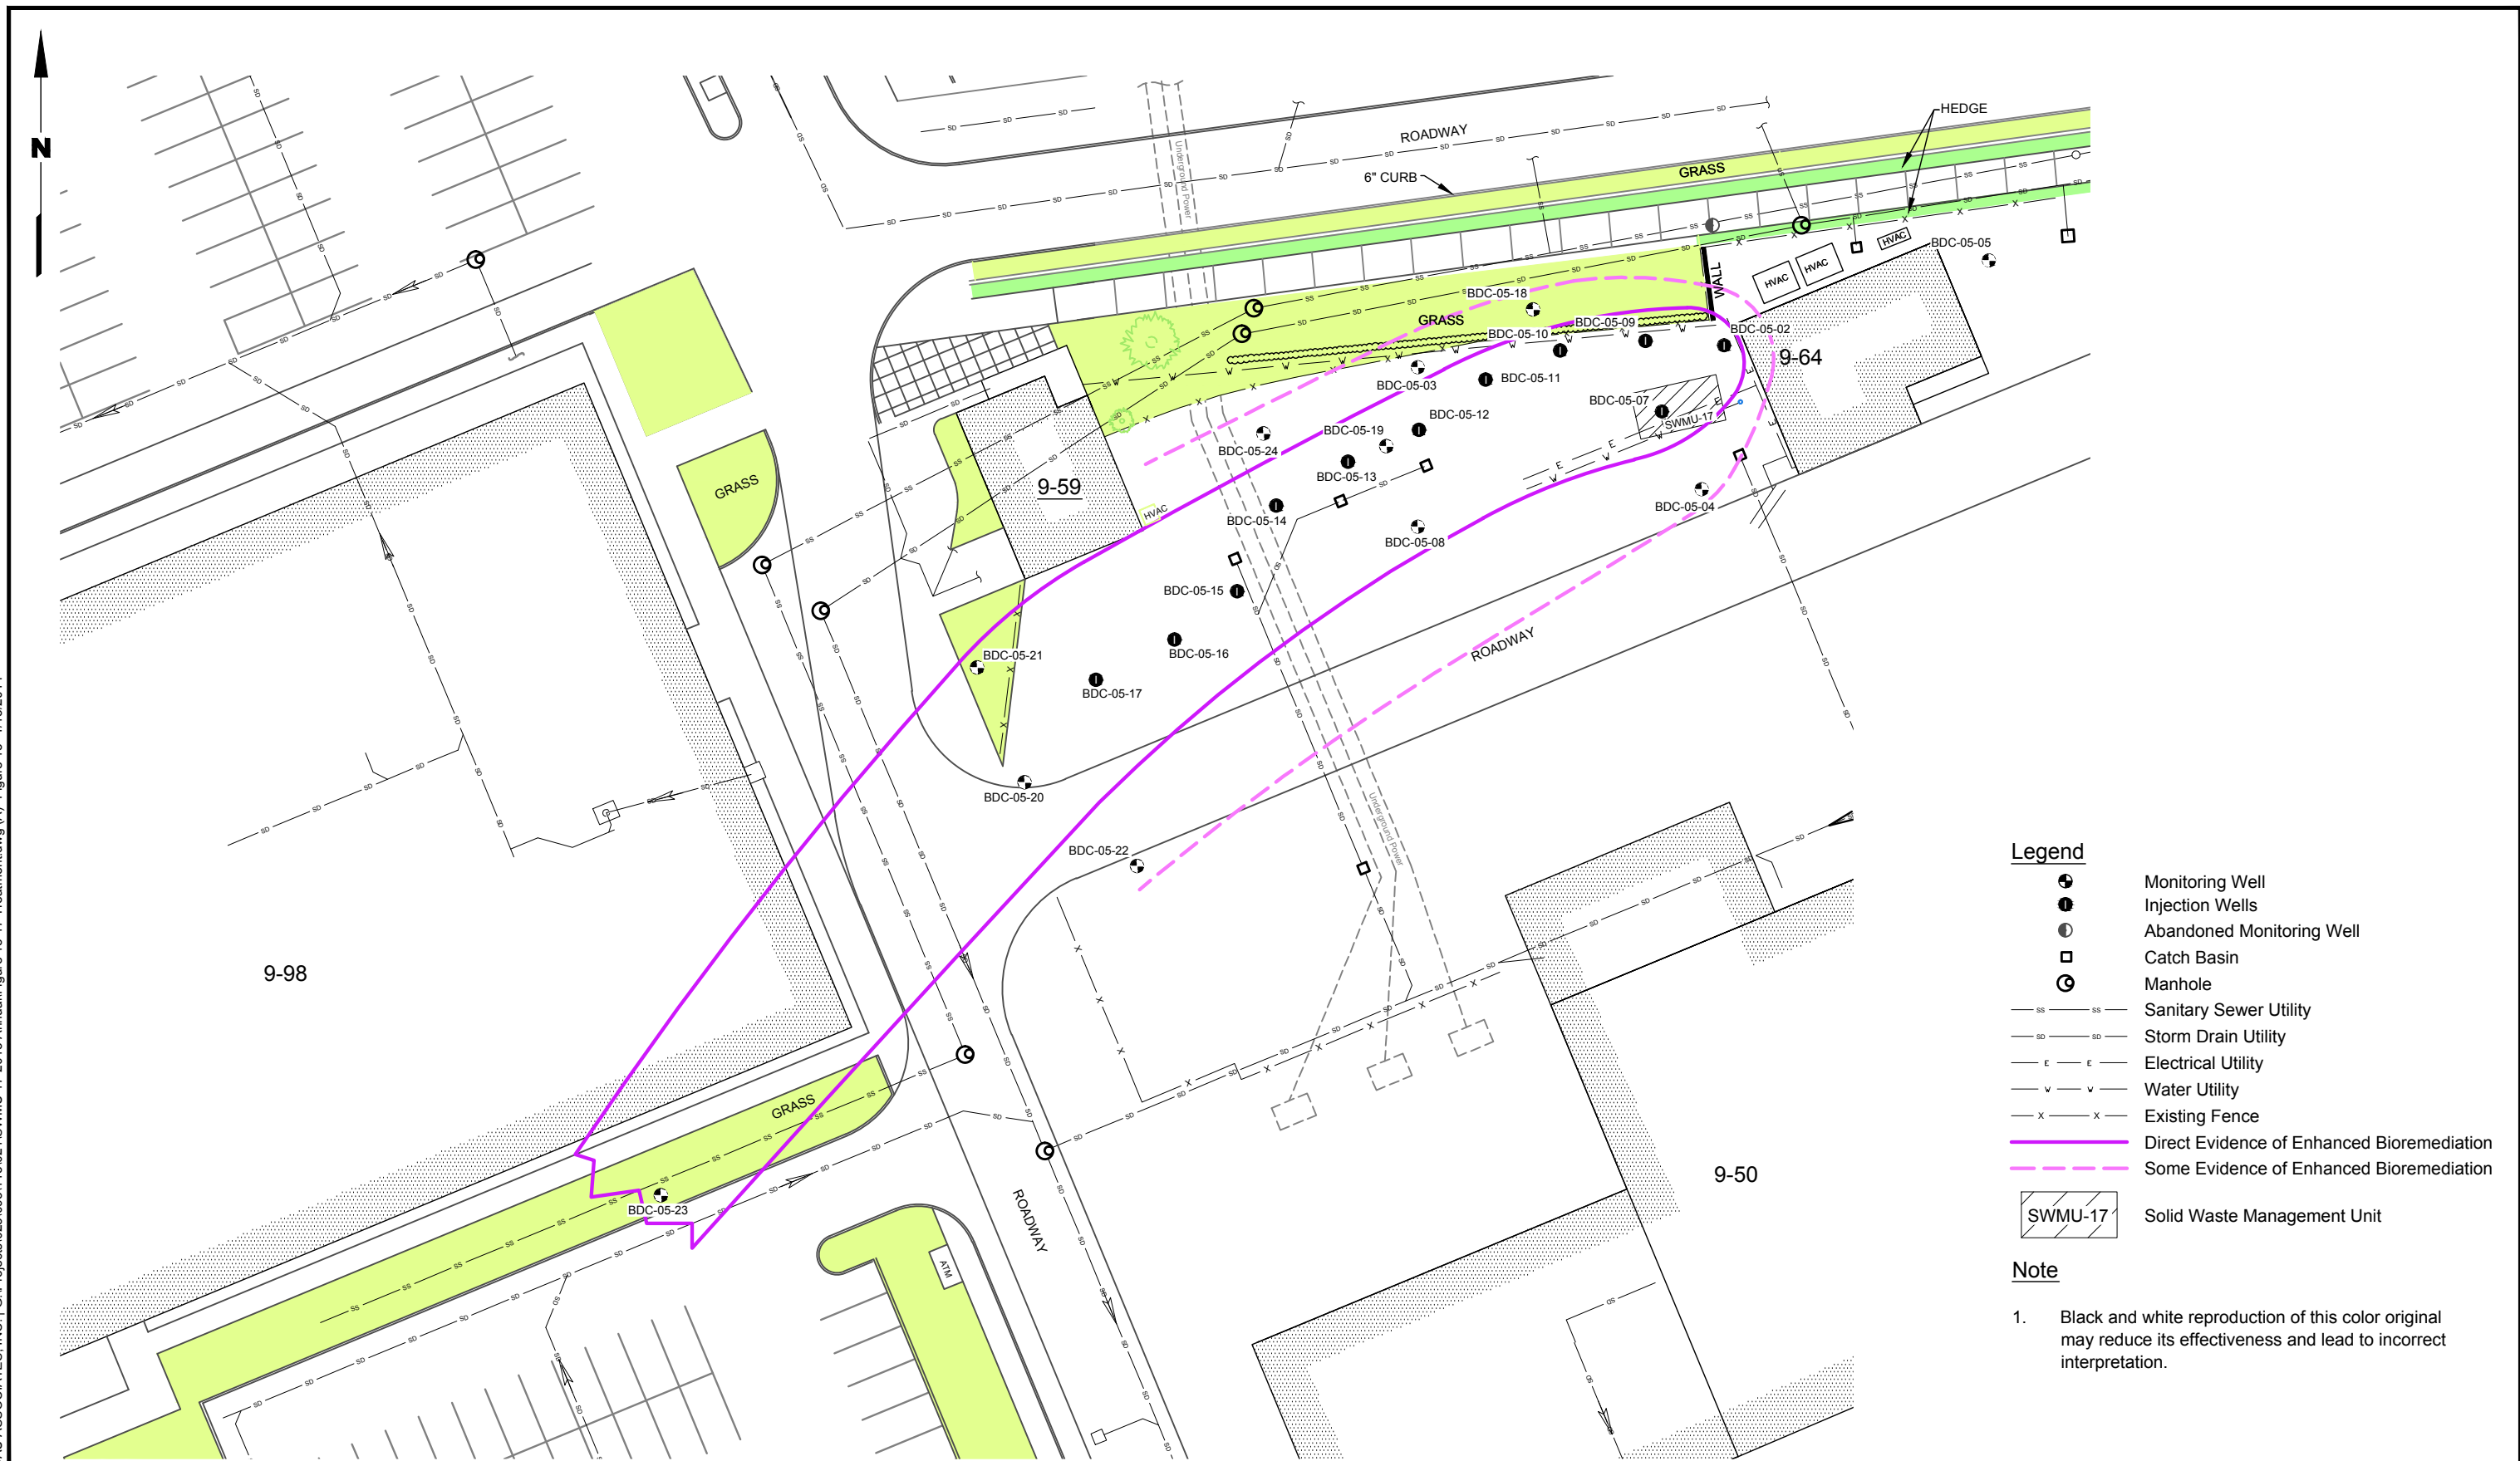 N
HEDGE
ROADWAY
GRASS
6" CURB
Underground Power
BDC-05-05
HVAC
HVAC
HVAC
WALL
BDC-05-18
GRASS
BDC-05-09
BDC-05-10
BDC-05-02
9-64
BDC-05-03
BDC-05-11
BDC-05-07
SWMU-17
BDC-05-12
BDC-05-19
BDC-05-24
BDC-05-13
9-59
GRASS
HVAC
BDC-05-14
BDC-05-04
BDC-05-08
BDC-05-15
ROADWAY
BDC-05-16
BDC-05-21
BDC-05-17
BDC-05-20
Underground Power
BDC-05-22
9-98
GRASS
9-50
BDC-05-23
ROADWAY
ATM
Legend
Monitoring Well
Injection Wells
Abandoned Monitoring Well
Catch Basin
Manhole
SS SS Sanitary Sewer Utility
SD SD Storm Drain Utility
E E Electrical Utility
W W Water Utility
X X Existing Fence
Direct Evidence of Enhanced Bioremediation
Some Evidence of Enhanced Bioremediation
SWMU-17 Solid Waste Management Unit
Note
1. Black and white reproduction of this color original
may reduce its effectiveness and lead to incorrect
interpretation.